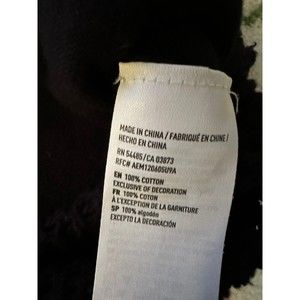 MADE IN CHINA / FABRIQUÉ EN CHINE /
HECHO EN CHINA
RN 54485 / CA 03873
RFC# AEM120605U9A
EN 100% COTTON
EXCLUSIVE OF DECORATION
FR 100% COTON
À L'EXCEPTION DE LA GARNITURE
SP 100% algodón
EXCEPTO LA DECORACIÓN